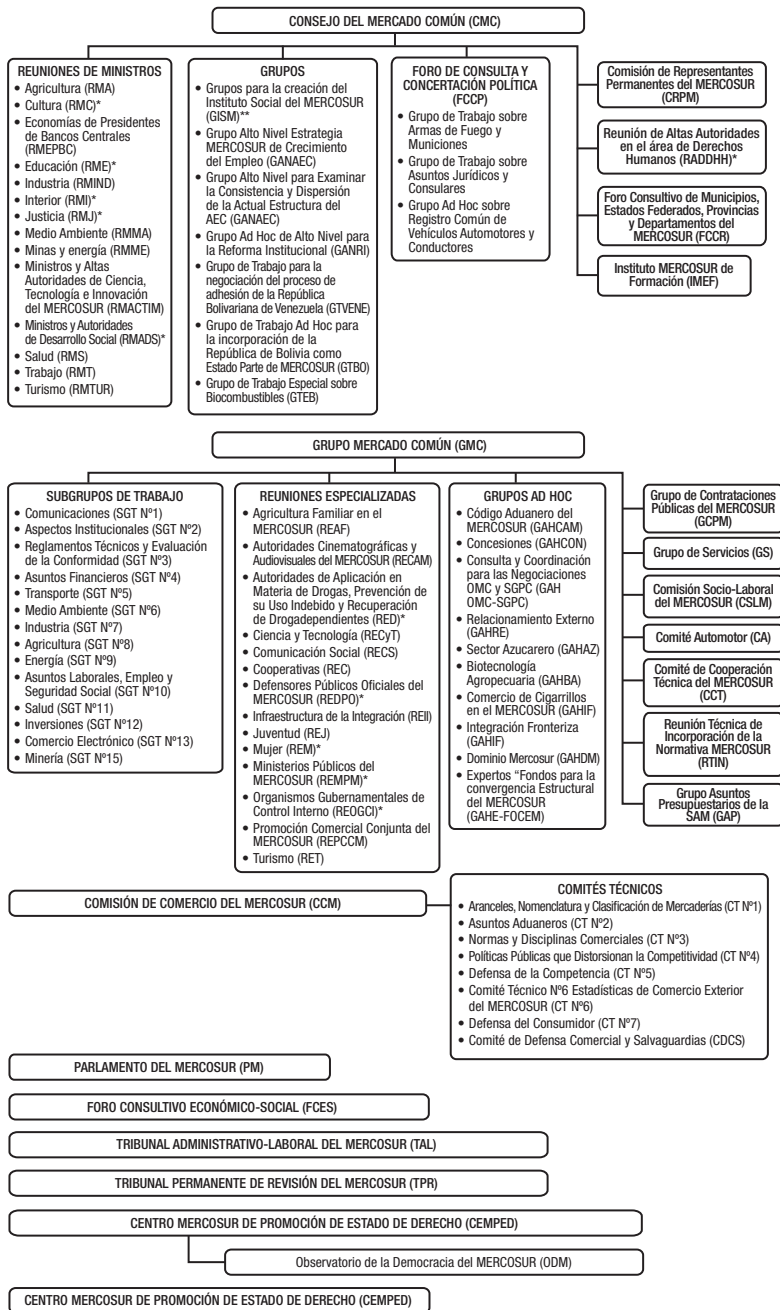 CONSEJO DEL MERCADO COMÚN (CMC)
REUNIONES DE MINISTROS
• Agricultura (RMA)
• Cultura (RMC)*
• Economías de Presidentes
de Bancos Centrales
(RMEPBC)
• Educación (RME)*
• Industria (RMIND)
• Interior (RMI)*
• Justicia (RMJ)*
• Medio Ambiente (RMMA)
• Minas y energía (RMME)
• Ministros y Altas
Autoridades de Ciencia,
Tecnología e Innovación
del MERCOSUR (RMACTIM)
• Ministros y Autoridades
de Desarrollo Social (RMADS)*
• Salud (RMS)
• Trabajo (RMT)
• Turismo (RMTUR)
GRUPOS
• Grupos para la creación del
Instituto Social del MERCOSUR
(GISM)**
• Grupo Alto Nivel Estrategia
MERCOSUR de Crecimiento
del Empleo (GANAEC)
• Grupo Alto Nivel para Examinar
la Consistencia y Dispersión
de la Actual Estructura del
AEC (GANAEC)
• Grupo Ad Hoc de Alto Nivel para
la Reforma Institucional (GANRI)
• Grupo de Trabajo para la
negociación del proceso de
adhesión de la República
Bolivariana de Venezuela (GTVENE)
• Grupo de Trabajo Ad Hoc para
la incorporación de la
República de Bolivia como
Estado Parte de MERCOSUR (GTBO)
• Grupo de Trabajo Especial sobre
Biocombustibles (GTEB)
FORO DE CONSULTA Y
CONCERTACIÓN POLÍTICA
(FCCP)
• Grupo de Trabajo sobre
Armas de Fuego y
Municiones
• Grupo de Trabajo sobre
Asuntos Jurídicos y
Consulares
• Grupo Ad Hoc sobre
Registro Común de
Vehículos Automotores y
Conductores
Comisión de Representantes
Permanentes del MERCOSUR
(CRPM)
Reunión de Altas Autoridades
en el área de Derechos
Humanos (RADDHH)*
Foro Consultivo de Municipios,
Estados Federados, Provincias
y Departamentos del
MERCOSUR (FCCR)
Instituto MERCOSUR de
Formación (IMEF)
GRUPO MERCADO COMÚN (GMC)
SUBGRUPOS DE TRABAJO
• Comunicaciones (SGT Nº1)
• Aspectos Institucionales (SGT Nº2)
• Reglamentos Técnicos y Evaluación
de la Conformidad (SGT Nº3)
• Asuntos Financieros (SGT Nº4)
• Transporte (SGT Nº5)
• Medio Ambiente (SGT Nº6)
• Industria (SGT Nº7)
• Agricultura (SGT Nº8)
• Energía (SGT Nº9)
• Asuntos Laborales, Empleo y
Seguridad Social (SGT Nº10)
• Salud (SGT Nº11)
• Inversiones (SGT Nº12)
• Comercio Electrónico (SGT Nº13)
• Minería (SGT Nº15)
REUNIONES ESPECIALIZADAS
• Agricultura Familiar en el
MERCOSUR (REAF)
• Autoridades Cinematográficas y
Audiovisuales del MERCOSUR (RECAM)
• Autoridades de Aplicación en
Materia de Drogas, Prevención de
su Uso Indebido y Recuperación
de Drogadependientes (RED)*
• Ciencia y Tecnología (RECyT)
• Comunicación Social (RECS)
• Cooperativas (REC)
• Defensores Públicos Oficiales del
MERCOSUR (REDPO)*
• Infraestructura de la Integración (REII)
• Juventud (REJ)
• Mujer (REM)*
• Ministerios Públicos del
MERCOSUR (REMPM)*
• Organismos Gubernamentales de
Control Interno (REOGCI)*
• Promoción Comercial Conjunta del
MERCOSUR (REPCCM)
• Turismo (RET)
GRUPOS AD HOC
• Código Aduanero del
MERCOSUR (GAHCAM)
• Concesiones (GAHCON)
• Consulta y Coordinación
para las Negociaciones
OMC y SGPC (GAH
OMC-SGPC)
• Relacionamiento Externo
(GAHRE)
• Sector Azucarero (GAHAZ)
• Biotecnología
Agropecuaria (GAHBA)
• Comercio de Cigarrillos
en el MERCOSUR (GAHIF)
• Integración Fronteriza
(GAHIF)
• Dominio Mercosur (GAHDM)
• Expertos “Fondos para la
convergencia Estructural
del MERCOSUR
(GAHE-FOCEM)
Grupo de Contrataciones
Públicas del MERCOSUR
(GCPM)
Grupo de Servicios (GS)
Comisión Socio-Laboral
del MERCOSUR (CSLM)
Comité Automotor (CA)
Comité de Cooperación
Técnica del MERCOSUR
(CCT)
Reunión Técnica de
Incorporación de la
Normativa MERCOSUR
(RTIN)
Grupo Asuntos
Presupuestarios de la
SAM (GAP)
COMISIÓN DE COMERCIO DEL MERCOSUR (CCM)
COMITÉS TÉCNICOS
• Aranceles, Nomenclatura y Clasificación de Mercaderías (CT Nº1)
• Asuntos Aduaneros (CT Nº2)
• Normas y Disciplinas Comerciales (CT Nº3)
• Políticas Públicas que Distorsionan la Competitividad (CT Nº4)
• Defensa de la Competencia (CT Nº5)
• Comité Técnico Nº6 Estadísticas de Comercio Exterior
del MERCOSUR (CT Nº6)
• Defensa del Consumidor (CT Nº7)
• Comité de Defensa Comercial y Salvaguardias (CDCS)
PARLAMENTO DEL MERCOSUR (PM)
FORO CONSULTIVO ECONÓMICO-SOCIAL (FCES)
TRIBUNAL ADMINISTRATIVO-LABORAL DEL MERCOSUR (TAL)
TRIBUNAL PERMANENTE DE REVISIÓN DEL MERCOSUR (TPR)
CENTRO MERCOSUR DE PROMOCIÓN DE ESTADO DE DERECHO (CEMPED)
Observatorio de la Democracia del MERCOSUR (ODM)
CENTRO MERCOSUR DE PROMOCIÓN DE ESTADO DE DERECHO (CEMPED)